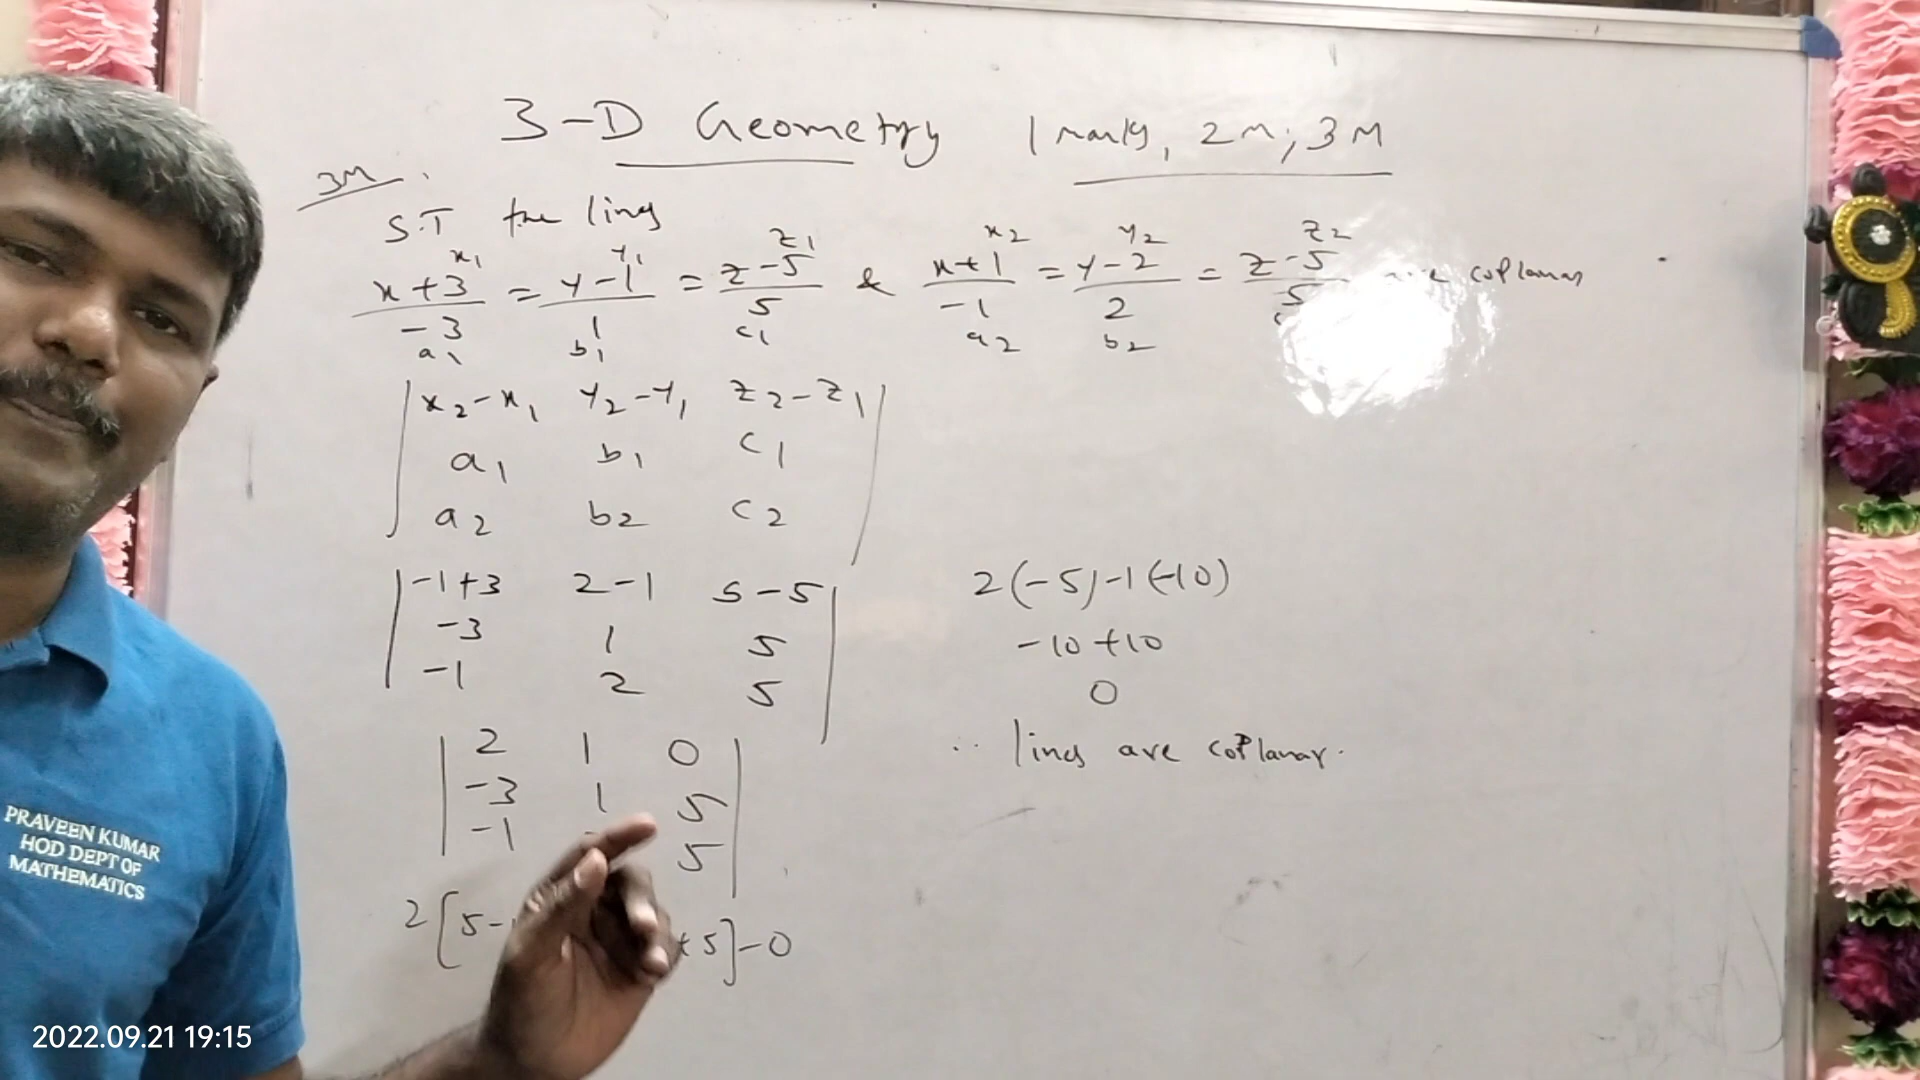 3-D Geometry 1 marks, 2M, 3M
3M.
S.T the lines
x1 y1 z1 x2 y2 z2
x+3 = y-1 = z-5 & x+1 = y-2 = z-5 coplanar
-3 1 5 -1 2 5
a1 b1 c1 a2 b2
x2-x1 y2-y1 z2-z1
a1 b1 c1
a2 b2 c2
-1+3 2-1 5-5
-3 1 5
-1 2 5
2 1 0
-3 1 5
-1 5
2[5- +5]-0
2(-5)-1(-10)
-10+10
0
∴ lines are coplanar.
PRAVEEN KUMAR
HOD DEPT OF
MATHEMATICS
2022.09.21 19:15